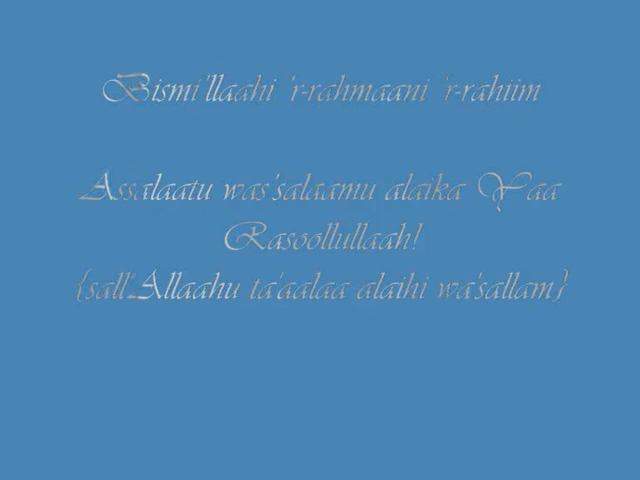 Bismi'llaahi 'r-rahmaani 'r-rahiim
Assalaatu was'salaamu alaika Yaa
Rasoollullaah!
{sall'Allaahu ta'aalaa alaihi wa'sallam}